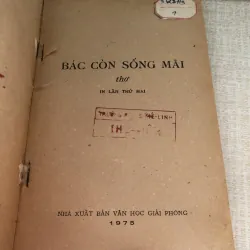 BÁC CÒN SỐNG MÃI
thơ
IN LẦN THỨ HAI
NHÀ XUẤT BẢN VĂN HỌC GIẢI PHÓNG
1975